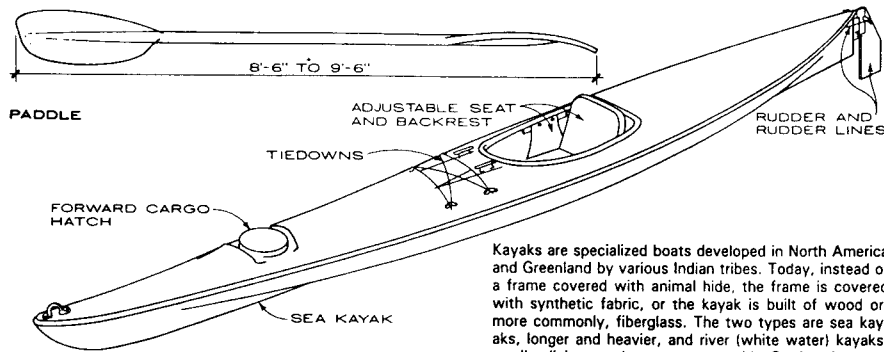 8'-6" TO 9'-6"
PADDLE
ADJUSTABLE SEAT
AND BACKREST
RUDDER AND
RUDDER LINES
TIEDOWNS
FORWARD CARGO
HATCH
SEA KAYAK
Kayaks are specialized boats developed in North America
and Greenland by various Indian tribes. Today, instead o
a frame covered with animal hide, the frame is covered
with synthetic fabric, or the kayak is built of wood or
more commonly, fiberglass. The two types are sea kay
aks, longer and heavier, and river (white water) kayaks